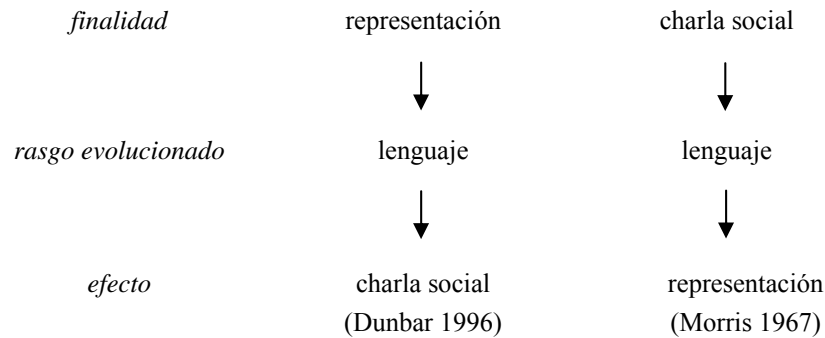 finalidad representación charla social
rasgo evolucionado lenguaje lenguaje
efecto charla social representación
(Dunbar 1996) (Morris 1967)